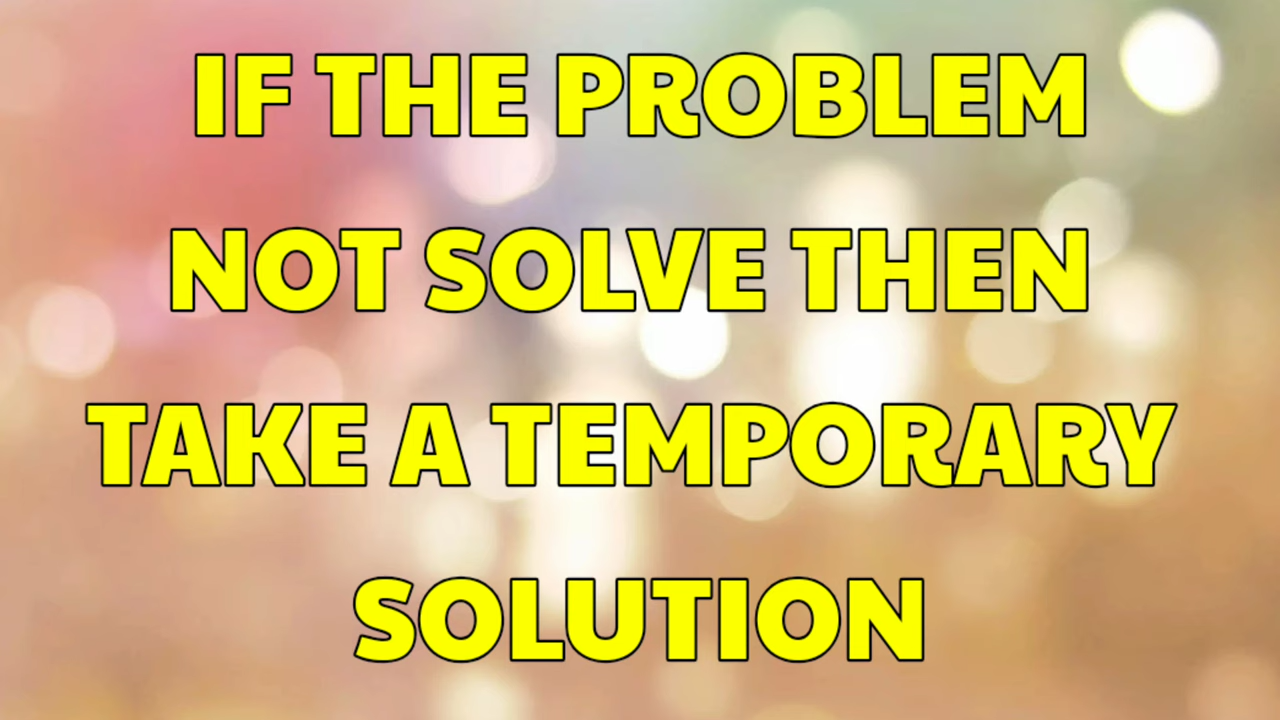 IF THE PROBLEM
NOT SOLVE THEN
TAKE A TEMPORARY
SOLUTION